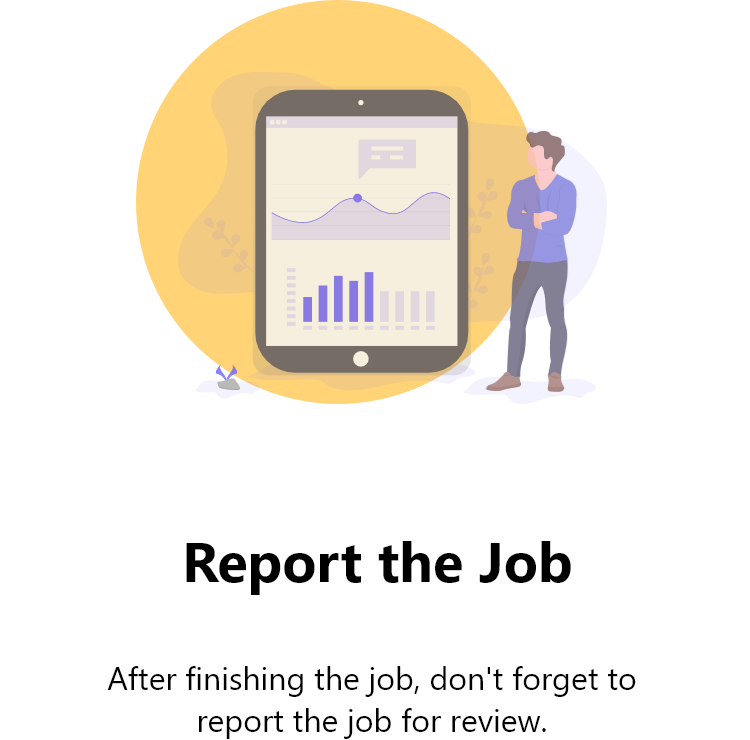 Report the Job
After finishing the job, don't forget to
report the job for review.